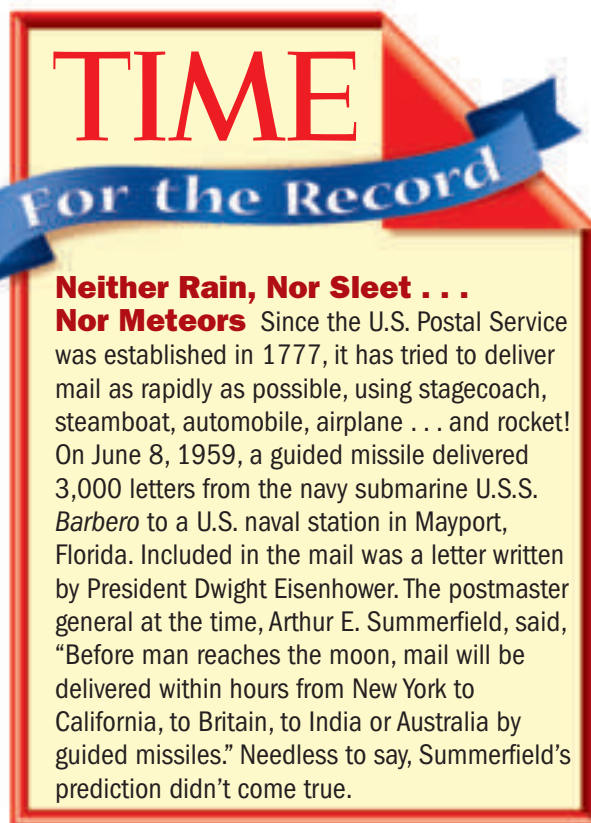 TIME
For the Record
Neither Rain, Nor Sleet . . .
Nor Meteors Since the U.S. Postal Service
was established in 1777, it has tried to deliver
mail as rapidly as possible, using stagecoach,
steamboat, automobile, airplane . . . and rocket!
On June 8, 1959, a guided missile delivered
3,000 letters from the navy submarine U.S.S.
Barbero to a U.S. naval station in Mayport,
Florida. Included in the mail was a letter written
by President Dwight Eisenhower. The postmaster
general at the time, Arthur E. Summerfield, said,
“Before man reaches the moon, mail will be
delivered within hours from New York to
California, to Britain, to India or Australia by
guided missiles.” Needless to say, Summerfield’s
prediction didn’t come true.